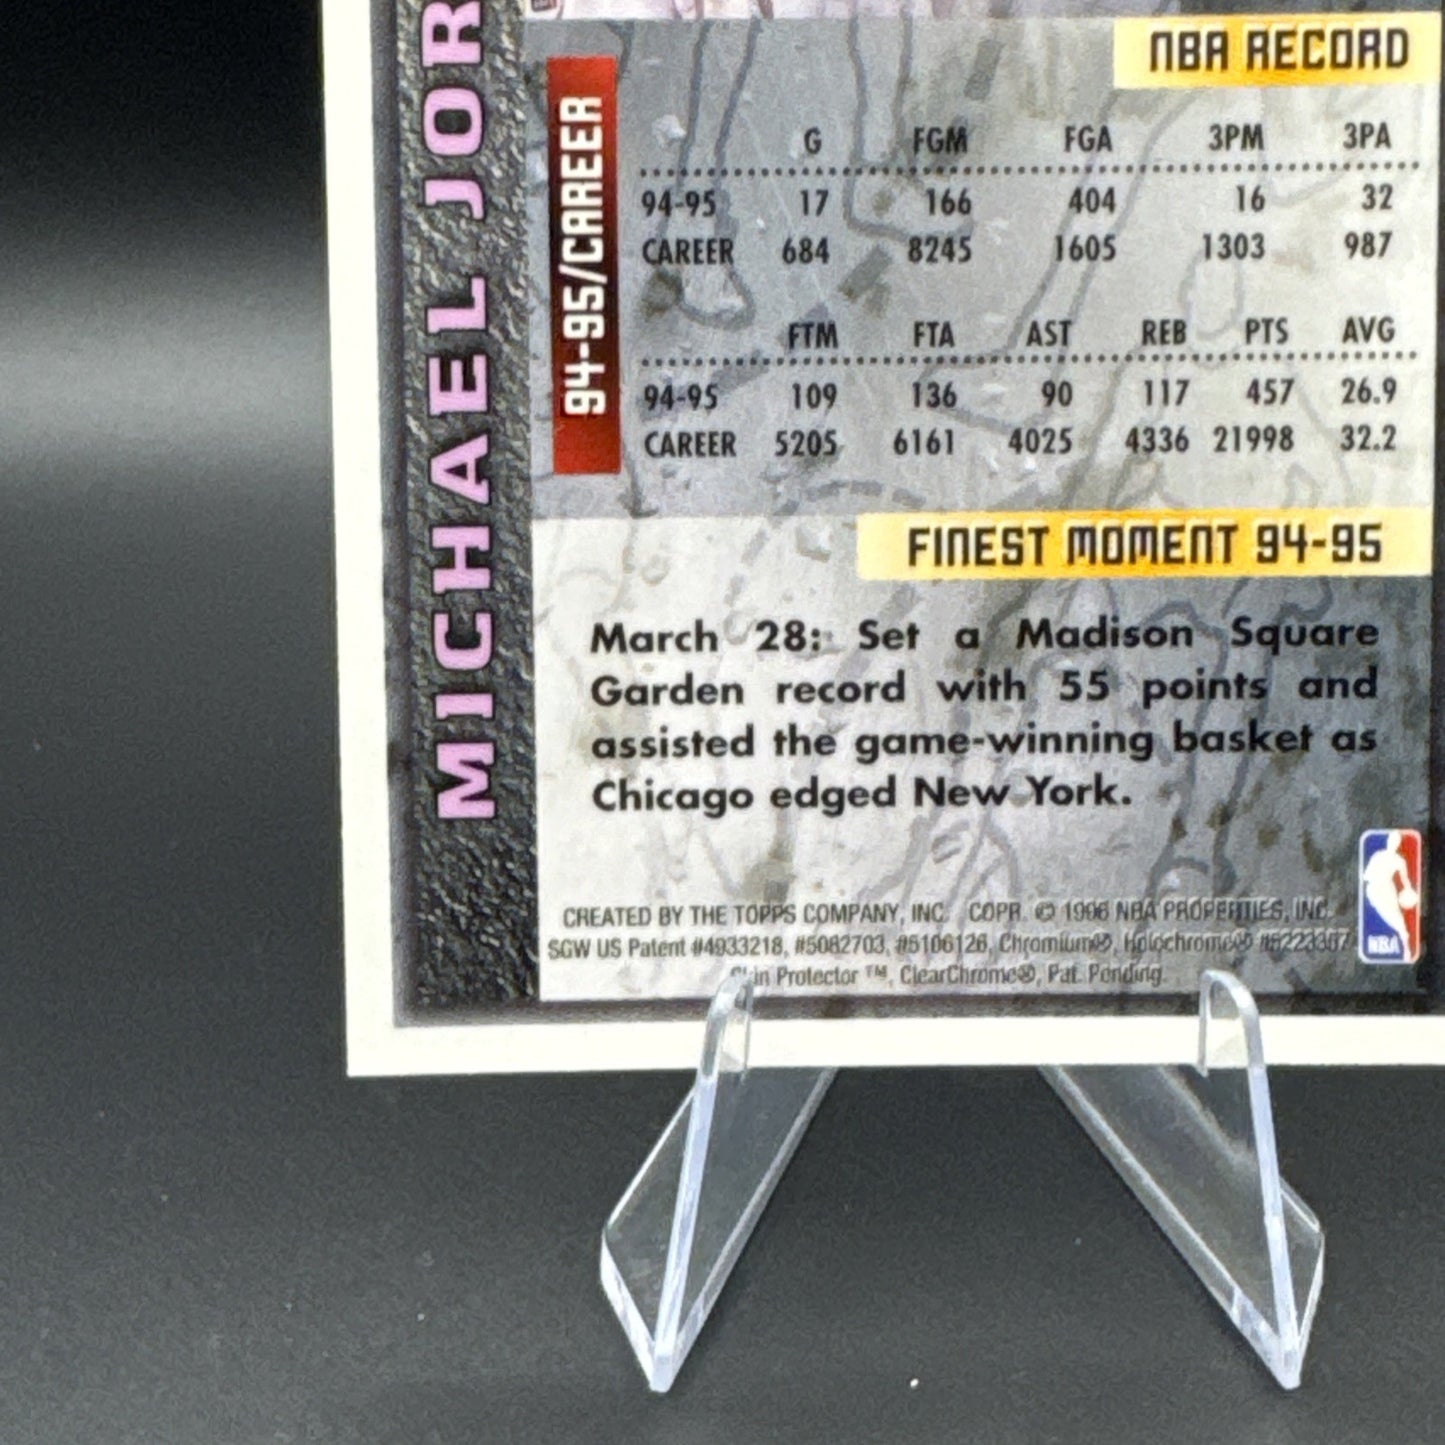 MICHAEL JOR
NBA RECORD
94-95/CAREER
G FGM FGA 3PM 3PA
94-95 17 166 404 16 32
CAREER 684 8245 1605 1303 987
FTM FTA AST REB PTS AVG
94-95 109 136 90 117 457 26.9
CAREER 5205 6161 4025 4336 21998 32.2
FINEST MOMENT 94-95
March 28: Set a Madison Square
Garden record with 55 points and
assisted the game-winning basket as
Chicago edged New York.
CREATED BY THE TOPPS COMPANY, INC. COPR. © 1996 NBA PROPERTIES, INC.
SGW US Patent #4933218, #5082703, #5106126, Chromium®, Holochrome® #5223357
Skin Protector ™, ClearChrome®, Pat. Pending.
NBA